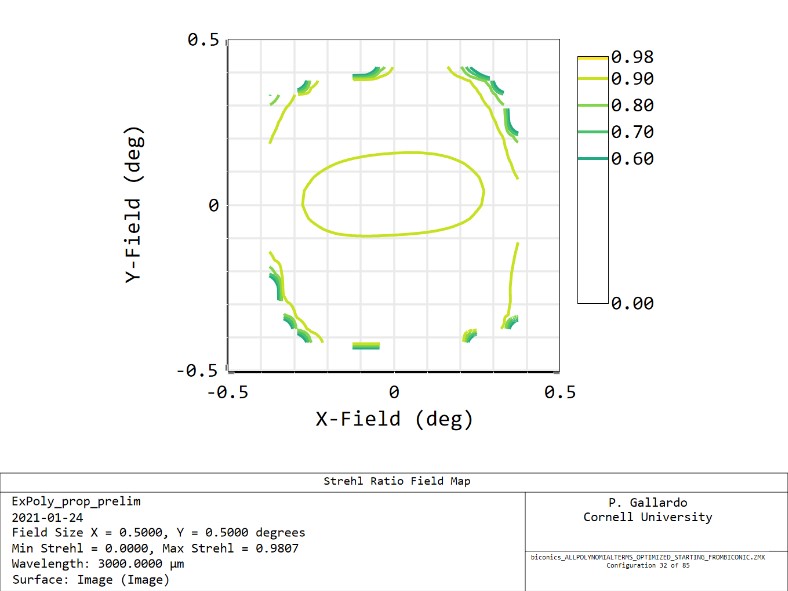 0.5
0
-0.5
Y-Field (deg)
-0.5 0 0.5
X-Field (deg)
0.98
0.90
0.80
0.70
0.60
0.00
Strehl Ratio Field Map
ExPoly_prop_prelim
2021-01-24
Field Size X = 0.5000, Y = 0.5000 degrees
Min Strehl = 0.0000, Max Strehl = 0.9807
Wavelength: 3000.0000 µm
Surface: Image (Image)
P. Gallardo
Cornell University
biconics_ALLPOLYNOMIALTERMS_OPTIMIZED_STARTING_FROMBICONIC.ZMX
Configuration 32 of 85